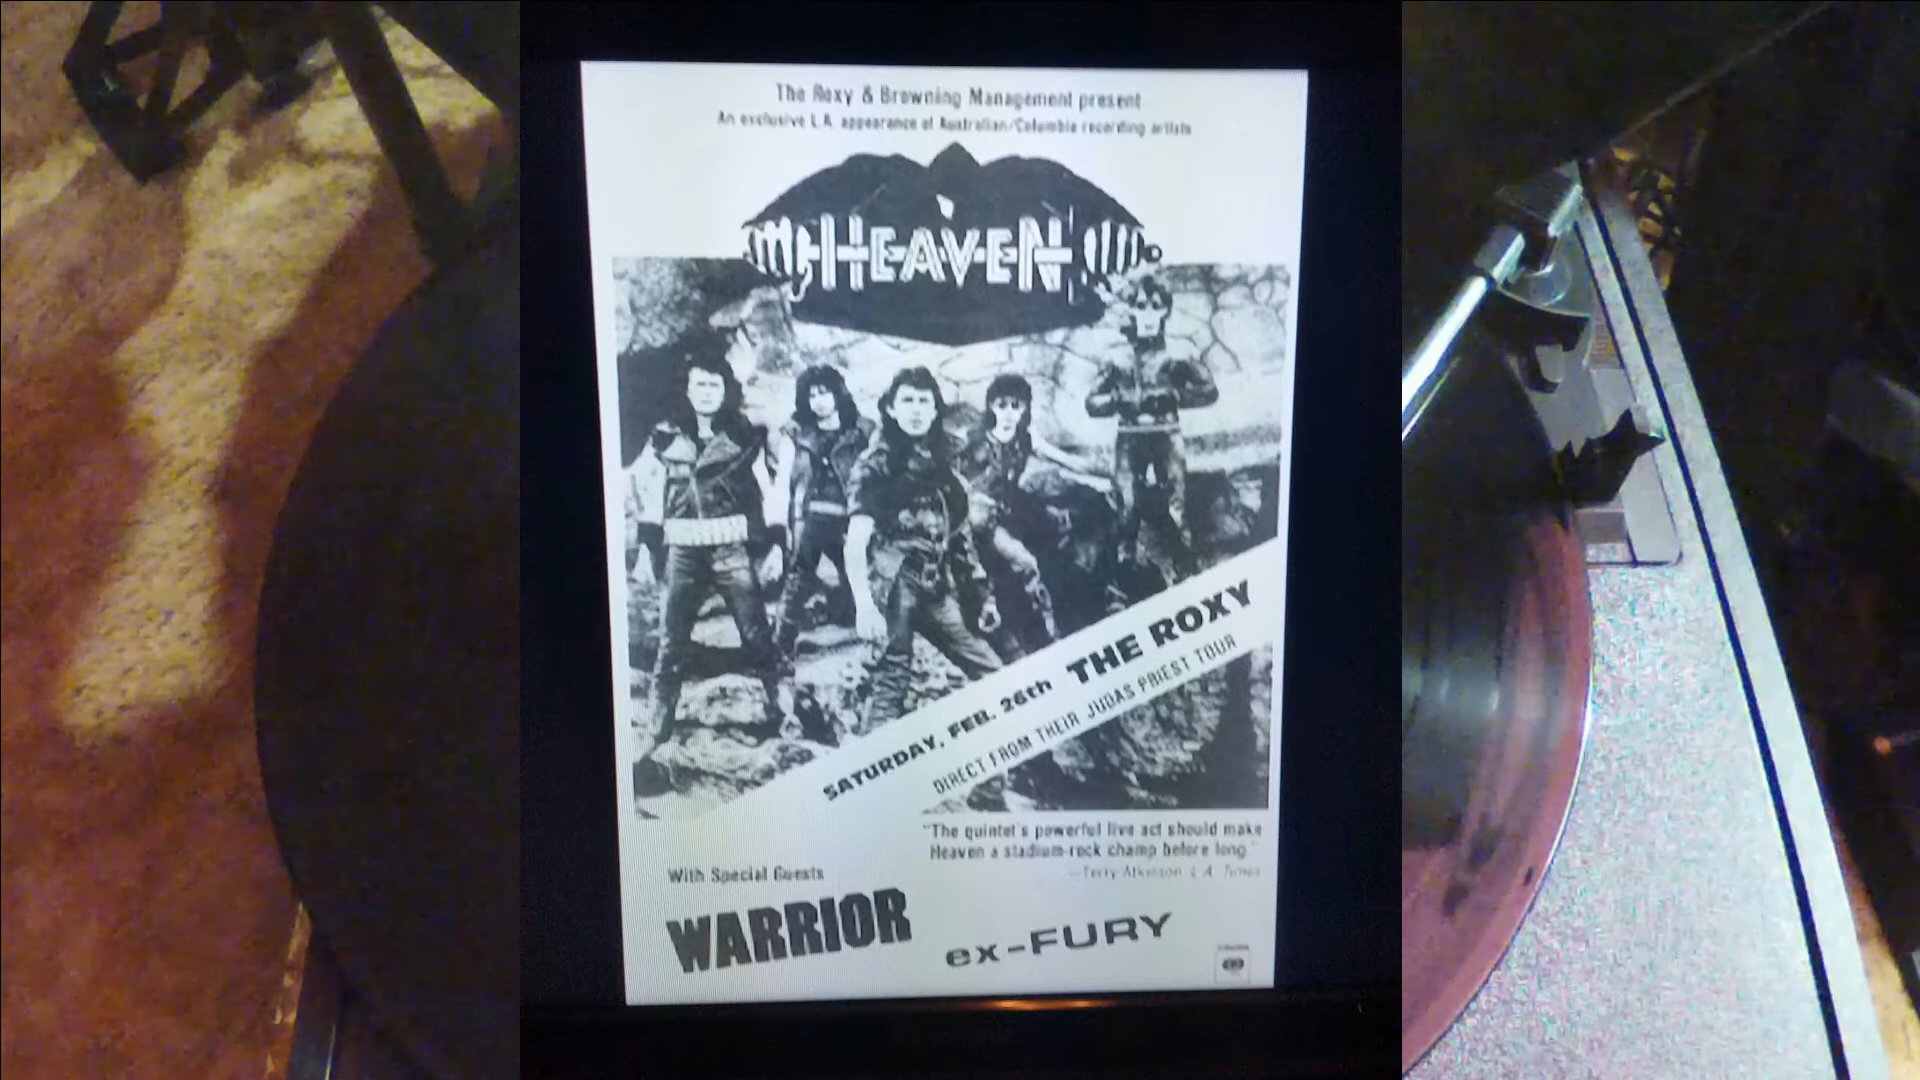 The Roxy & Browning Management present
An exclusive L.A. appearance of Australian/Columbia recording artists
HEAVEN
SATURDAY, FEB. 26th THE ROXY
DIRECT FROM THEIR JUDAS PRIEST TOUR
"The quintet's powerful live act should make
Heaven a stadium-rock champ before long."
—Terry Atkinson, L.A. Times
With Special Guests
WARRIOR
ex-FURY